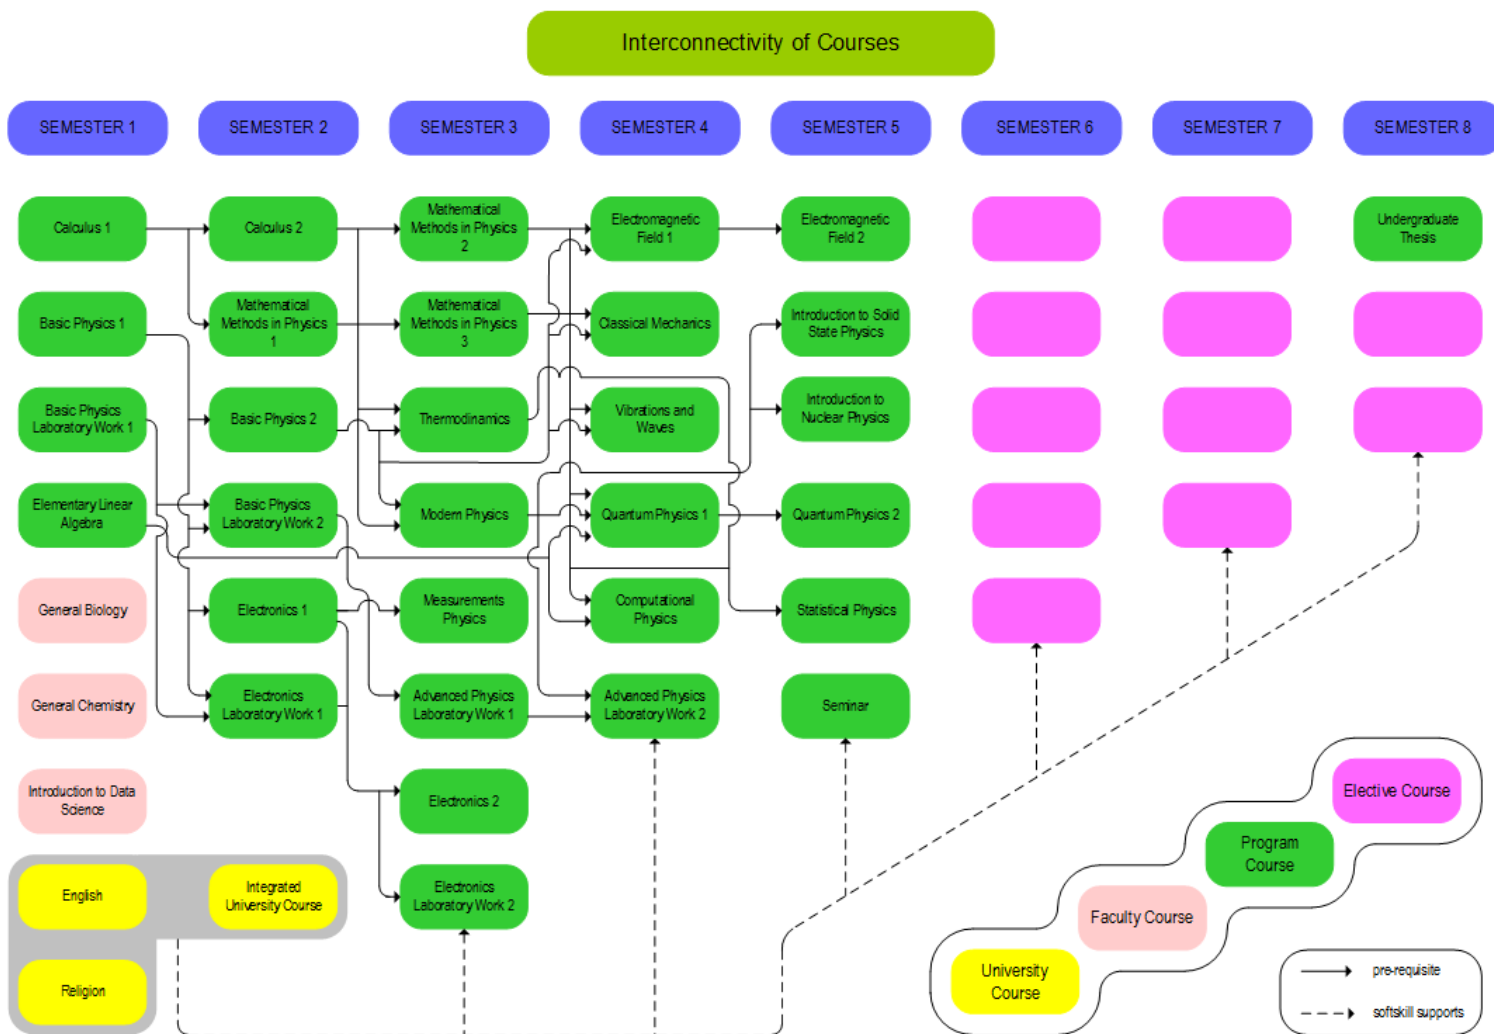 Interconnectivity of Courses
SEMESTER 1
SEMESTER 2
SEMESTER 3
SEMESTER 4
SEMESTER 5
SEMESTER 6
SEMESTER 7
SEMESTER 8
Calculus 1
Calculus 2
Mathematical
Methods in Physics
2
Electromagnetic
Field 1
Electromagnetic
Field 2
Undergraduate
Thesis
Basic Physics 1
Mathematical
Methods in Physics
1
Mathematical
Methods in Physics
3
Classical Mechanics
Introduction to Solid
State Physics
Basic Physics
Laboratory Work 1
Basic Physics 2
Thermodinamics
Vibrations and
Waves
Introduction to
Nuclear Physics
Elementary Linear
Algebra
Basic Physics
Laboratory Work 2
Modern Physics
Quantum Physics 1
Quantum Physics 2
General Biology
Electronics 1
Measurements
Physics
Computational
Physics
Statistical Physics
General Chemistry
Electronics
Laboratory Work 1
Advanced Physics
Laboratory Work 1
Advanced Physics
Laboratory Work 2
Seminar
Introduction to Data
Science
Electronics 2
English
Integrated
University Course
Electronics
Laboratory Work 2
Religion
Elective Course
Program
Course
Faculty Course
University
Course
pre-requisite
softskill supports